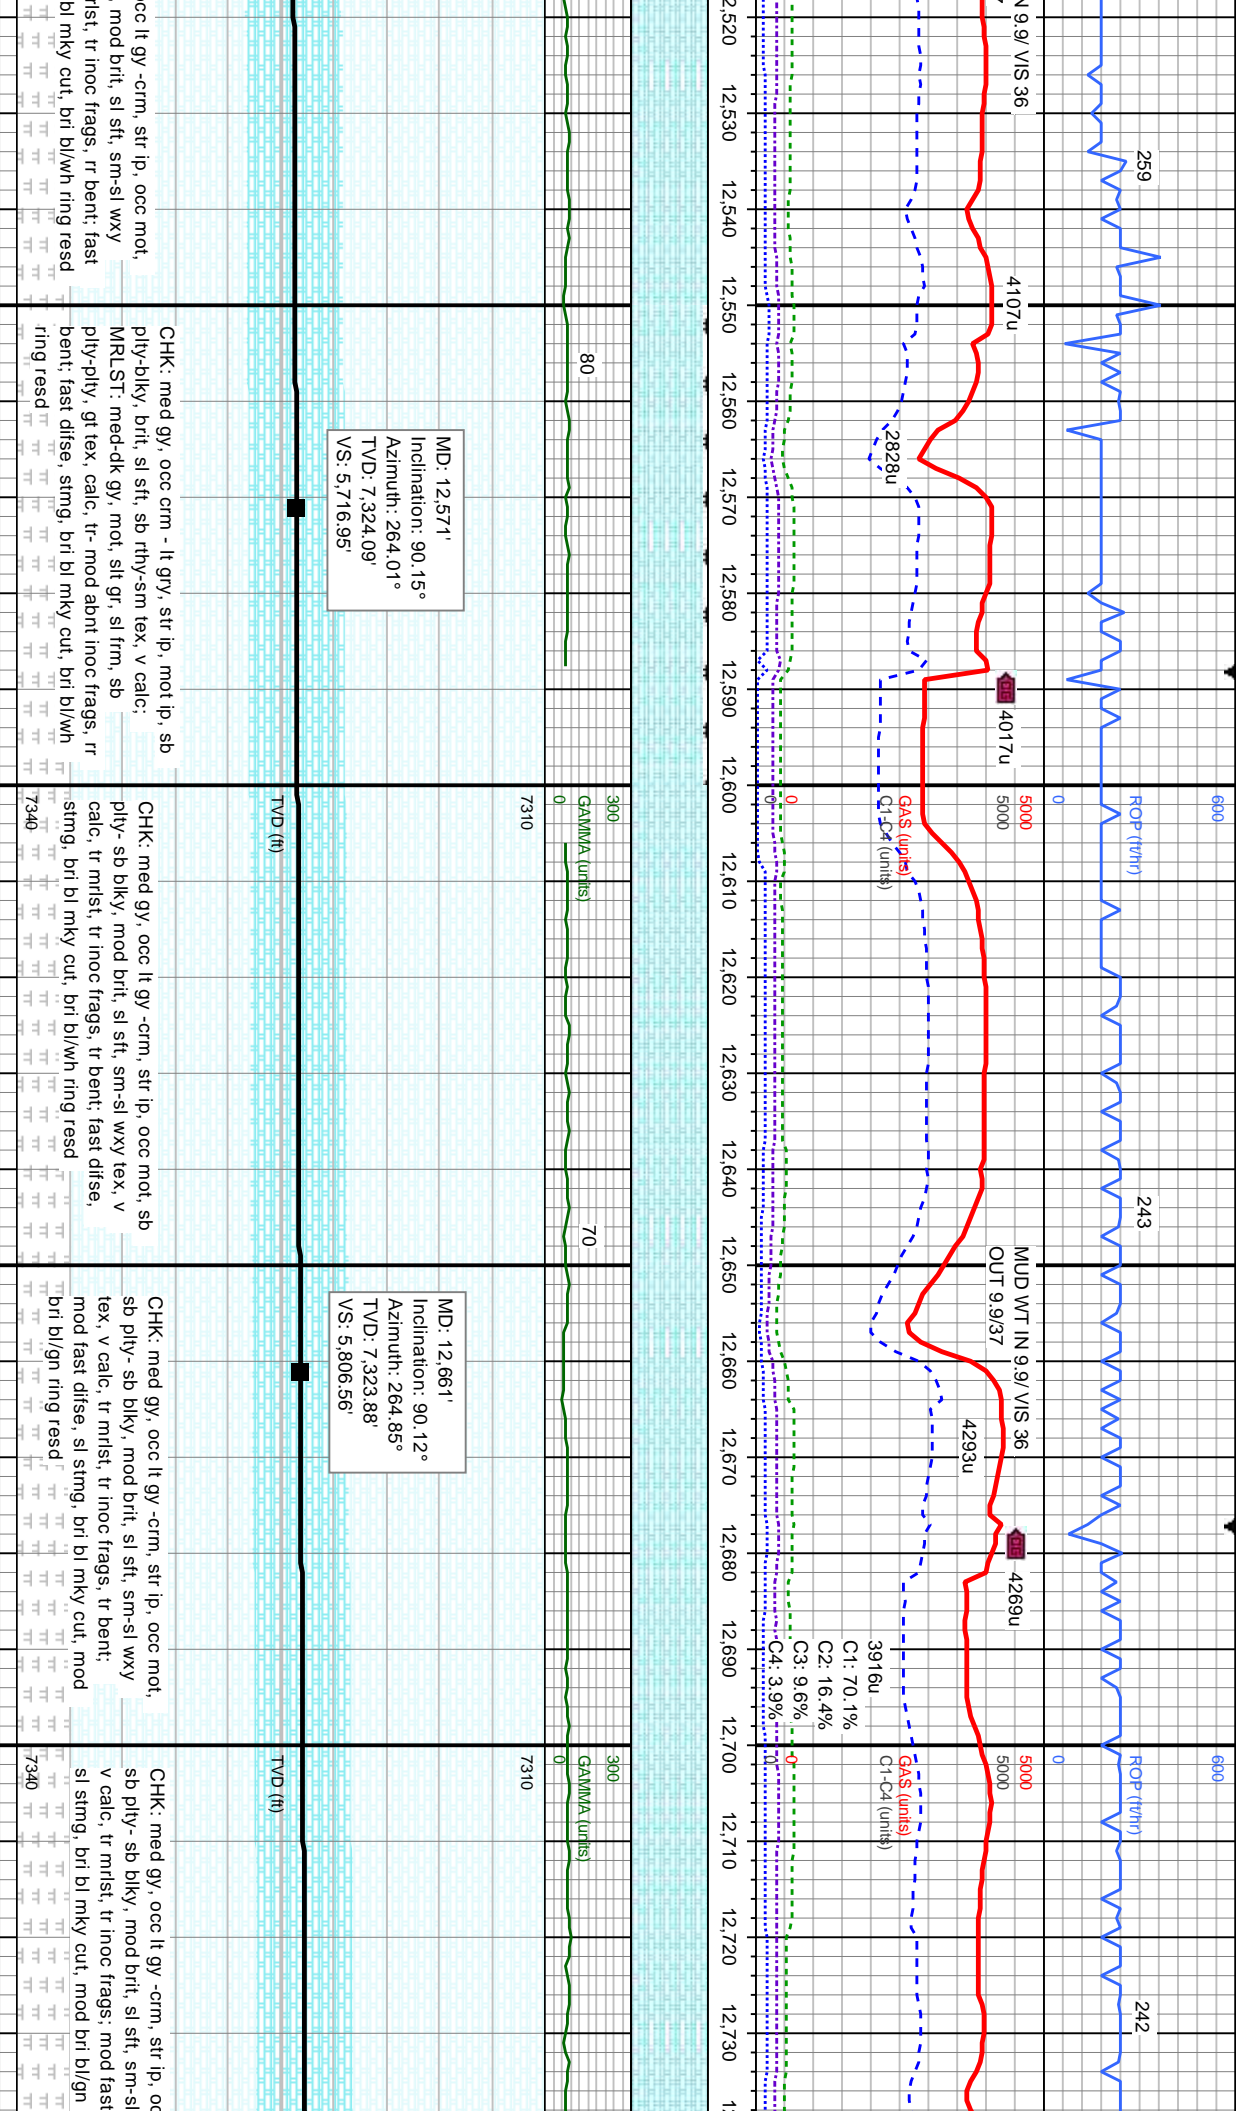 600
ROP (ft/hr)
0
600
ROP (ft/hr)
0
259
243
242
N 9.9/ VIS 36
4107u
2828u
4017u
MUD WT IN 9.9/ VIS 36
OUT 9.9/37
4293u
4269u
3916u
C1: 70.1%
C2: 16.4%
C3: 9.6%
C4: 3.9%
5000
5000
GAS (units)
C1-C4 (units)
0
0
5000
5000
GAS (units)
C1-C4 (units)
0
0
12,530
12,540
12,550
12,560
12,570
12,580
12,590
12,600
12,610
12,620
12,630
12,640
12,650
12,660
12,670
12,680
12,690
12,700
12,710
12,720
12,730
300
GAMMA (units)
0
300
GAMMA (units)
0
80
70
7310
TVD (ft)
7340
7310
TVD (ft)
7340
MD: 12,571'
Inclination: 90.15°
Azimuth: 264.01°
TVD: 7,324.09'
VS: 5,716.95'
MD: 12,661'
Inclination: 90.12°
Azimuth: 264.85°
TVD: 7,323.88'
VS: 5,806.56'
lt gy -crm, str ip, occ mot,
mod brit, sl sft, sm-sl wxy
tr inoc frags, rr bent; fast
bl mky cut, bri bl/wh ring resd
CHK: med gy, occ crm - lt gry, str ip, mot ip, sb
plty-blky, brit, sl sft, sb rthy-sm tex, v calc;
MRLST: med-dk gy, mot, slt gr, sl frm, sb
plty-plty, gt tex, calc, tr- mod abnt inoc frags, rr
bent; fast difse, stmg, bri bl mky cut, bri bl/wh
ring resd
CHK: med gy, occ lt gy -crm, str ip, occ mot, sb
plty- sb blky, mod brit, sl sft, sm-sl wxy tex, v
calc, tr mrlst, tr inoc frags, tr bent; fast difse,
stmg, bri bl mky cut, bri bl/wh ring resd
CHK: med gy, occ lt gy -crm, str ip, occ mot,
sb plty- sb blky, mod brit, sl sft, sm-sl wxy
tex, v calc, tr mrlst, tr inoc frags, tr bent;
mod fast difse, sl stmg, bri bl mky cut, mod
bri bl/gn ring resd
CHK: med gy, occ lt gy -crm, str ip,
sb plty- sb blky, mod brit, sl sft, sm-sl
v calc, tr mrlst, tr inoc frags; mod fast
sl stmg, bri bl mky cut, mod bri bl/gn